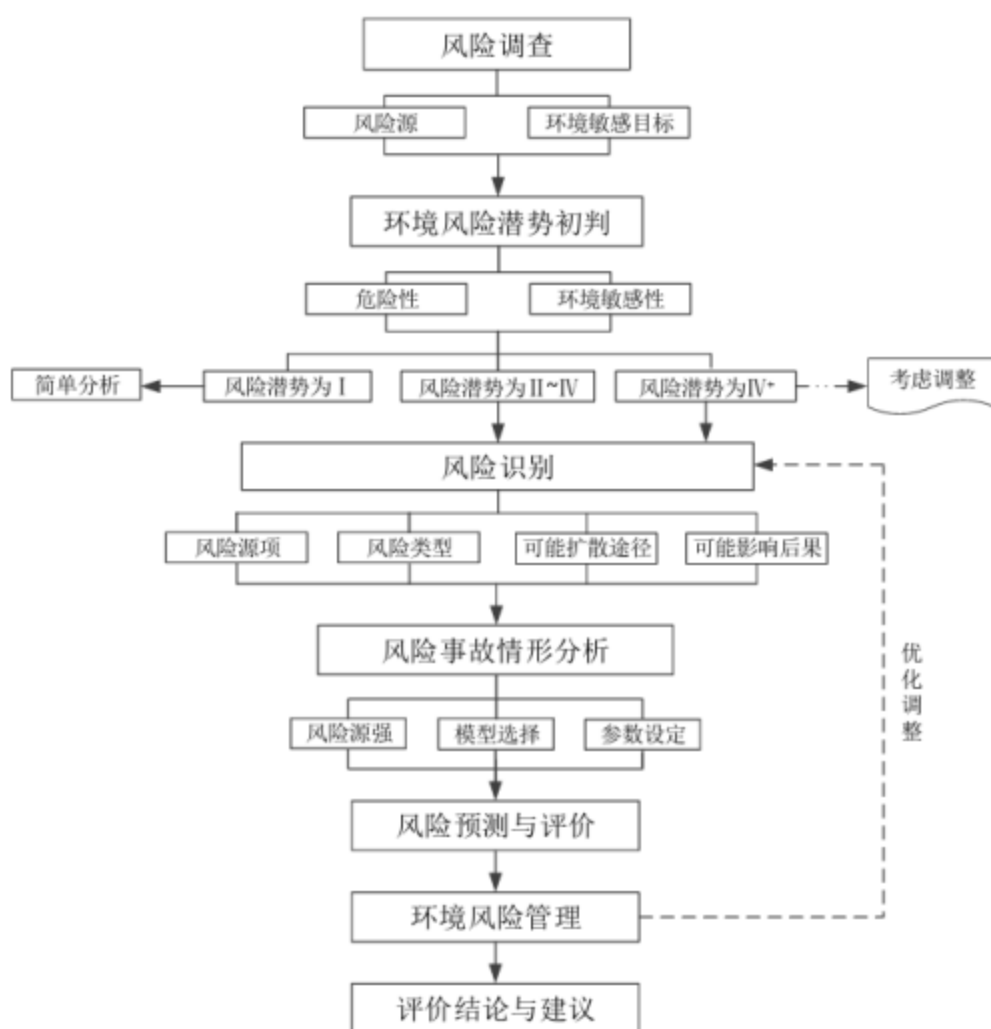 风险调查
风险源
环境敏感目标
环境风险潜势初判
危险性
环境敏感性
简单分析
风险潜势为Ⅰ
风险潜势为Ⅱ~Ⅳ
风险潜势为Ⅳ⁺
考虑调整
风险识别
风险源项
风险类型
可能扩散途径
可能影响后果
风险事故情形分析
优化调整
风险源强
模型选择
参数设定
风险预测与评价
环境风险管理
评价结论与建议